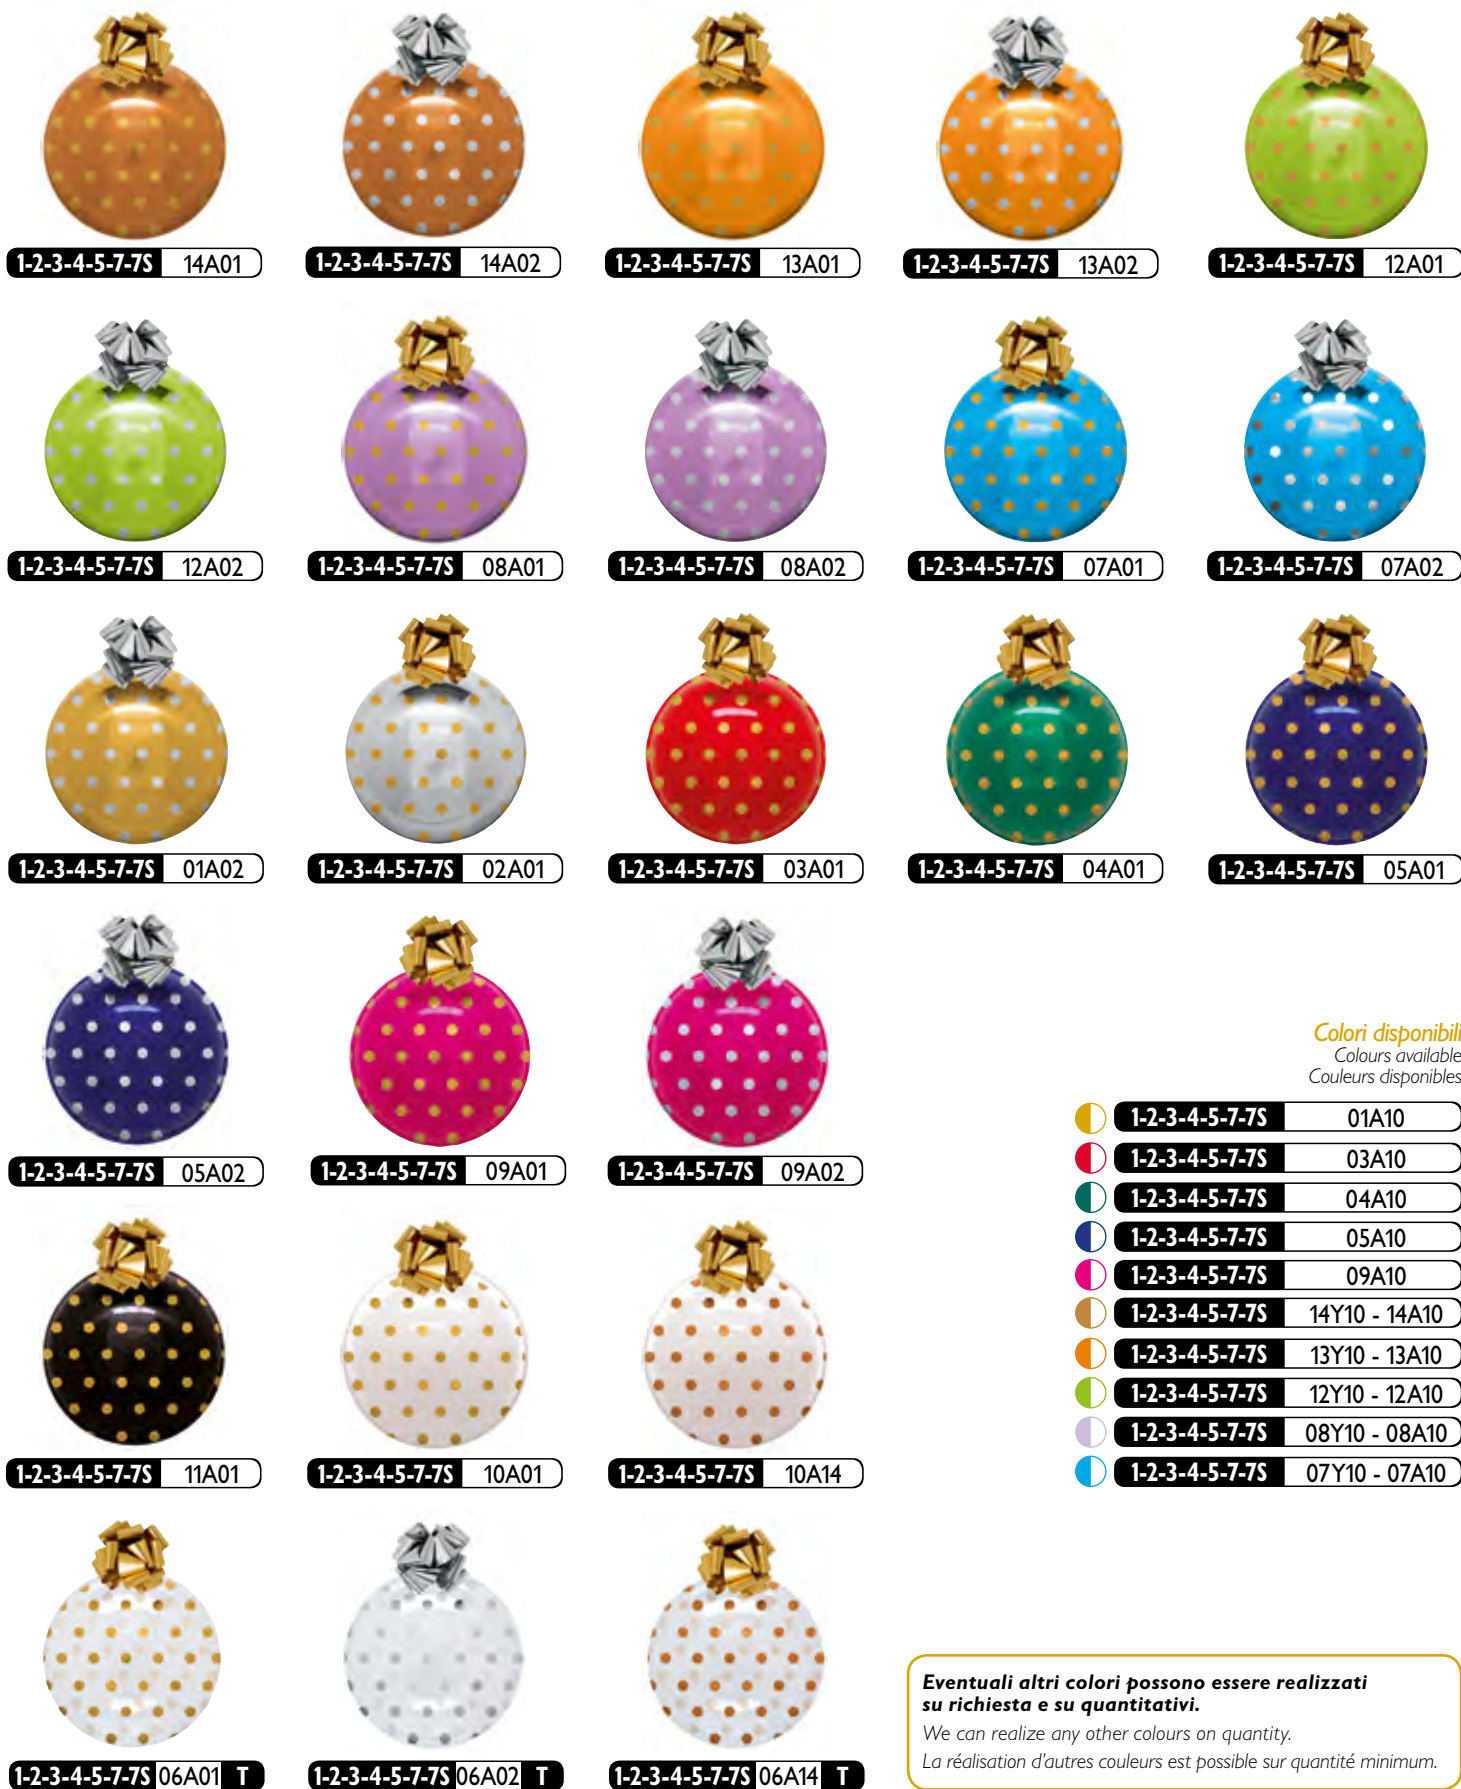 1-2-3-4-5-7-7S 14A01
1-2-3-4-5-7-7S 14A02
1-2-3-4-5-7-7S 13A01
1-2-3-4-5-7-7S 13A02
1-2-3-4-5-7-7S 12A01
1-2-3-4-5-7-7S 12A02
1-2-3-4-5-7-7S 08A01
1-2-3-4-5-7-7S 08A02
1-2-3-4-5-7-7S 07A01
1-2-3-4-5-7-7S 07A02
1-2-3-4-5-7-7S 01A02
1-2-3-4-5-7-7S 02A01
1-2-3-4-5-7-7S 03A01
1-2-3-4-5-7-7S 04A01
1-2-3-4-5-7-7S 05A01
1-2-3-4-5-7-7S 05A02
1-2-3-4-5-7-7S 09A01
1-2-3-4-5-7-7S 09A02
1-2-3-4-5-7-7S 11A01
1-2-3-4-5-7-7S 10A01
1-2-3-4-5-7-7S 10A14
1-2-3-4-5-7-7S 06A01 T
1-2-3-4-5-7-7S 06A02 T
1-2-3-4-5-7-7S 06A14 T
Colori disponibili
Colours available
Couleurs disponibles
1-2-3-4-5-7-7S 01A10
1-2-3-4-5-7-7S 03A10
1-2-3-4-5-7-7S 04A10
1-2-3-4-5-7-7S 05A10
1-2-3-4-5-7-7S 09A10
1-2-3-4-5-7-7S 14Y10 - 14A10
1-2-3-4-5-7-7S 13Y10 - 13A10
1-2-3-4-5-7-7S 12Y10 - 12A10
1-2-3-4-5-7-7S 08Y10 - 08A10
1-2-3-4-5-7-7S 07Y10 - 07A10
Eventuali altri colori possono essere realizzati
su richiesta e su quantitativi.
We can realize any other colours on quantity.
La réalisation d'autres couleurs est possible sur quantité minimum.